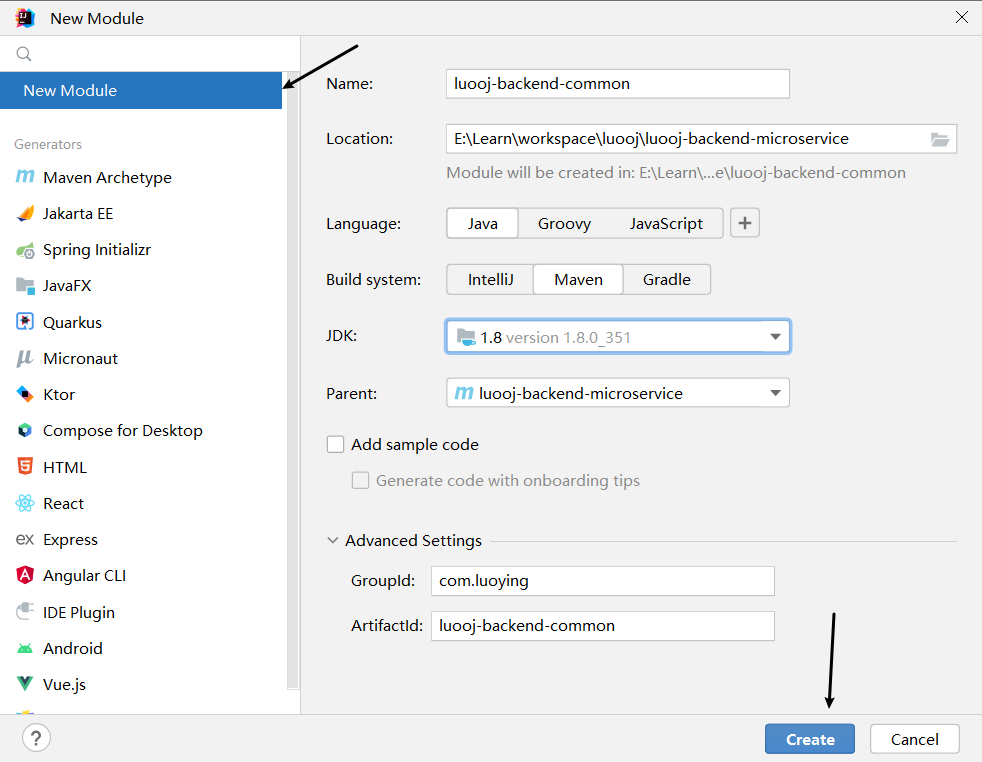 New Module
New Module
Generators
Maven Archetype
Jakarta EE
Spring Initializr
JavaFX
Quarkus
Micronaut
Ktor
Compose for Desktop
HTML
React
Express
Angular CLI
IDE Plugin
Android
Vue.js
Name: luooj-backend-common
Location: E:\Learn\workspace\luooj\luooj-backend-microservice
Module will be created in: E:\Learn\...e\luooj-backend-common
Language: Java Groovy JavaScript +
Build system: IntelliJ Maven Gradle
JDK: 1.8 version 1.8.0_351
Parent: m luooj-backend-microservice
Add sample code
Generate code with onboarding tips
Advanced Settings
GroupId: com.luoying
ArtifactId: luooj-backend-common
? Create Cancel